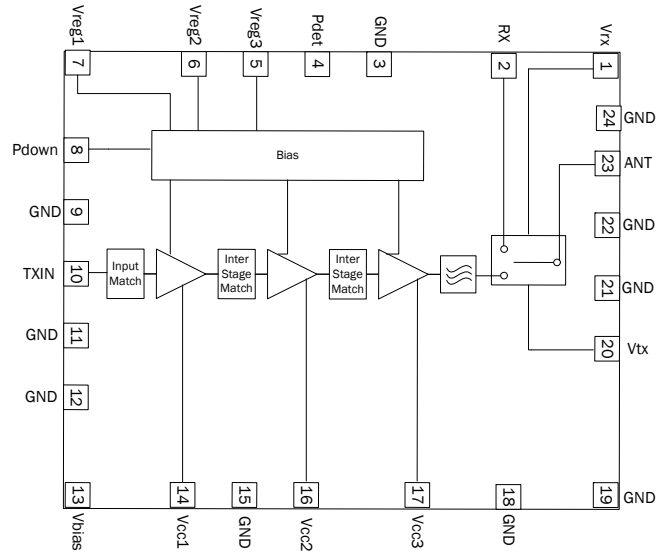 Vreg1
Vreg2
Vreg3
Pdet
GND
RX
Vrx
7
6
5
4
3
2
1
24 GND
Pdown 8
Bias
23 ANT
GND 9
22 GND
TXIN 10
Input
Match
Inter
Stage
Match
Inter
Stage
Match
21 GND
GND 11
20 Vtx
GND 12
13
14
15
16
17
18
19 GND
Vbias
Vcc1
GND
Vcc2
Vcc3
GND